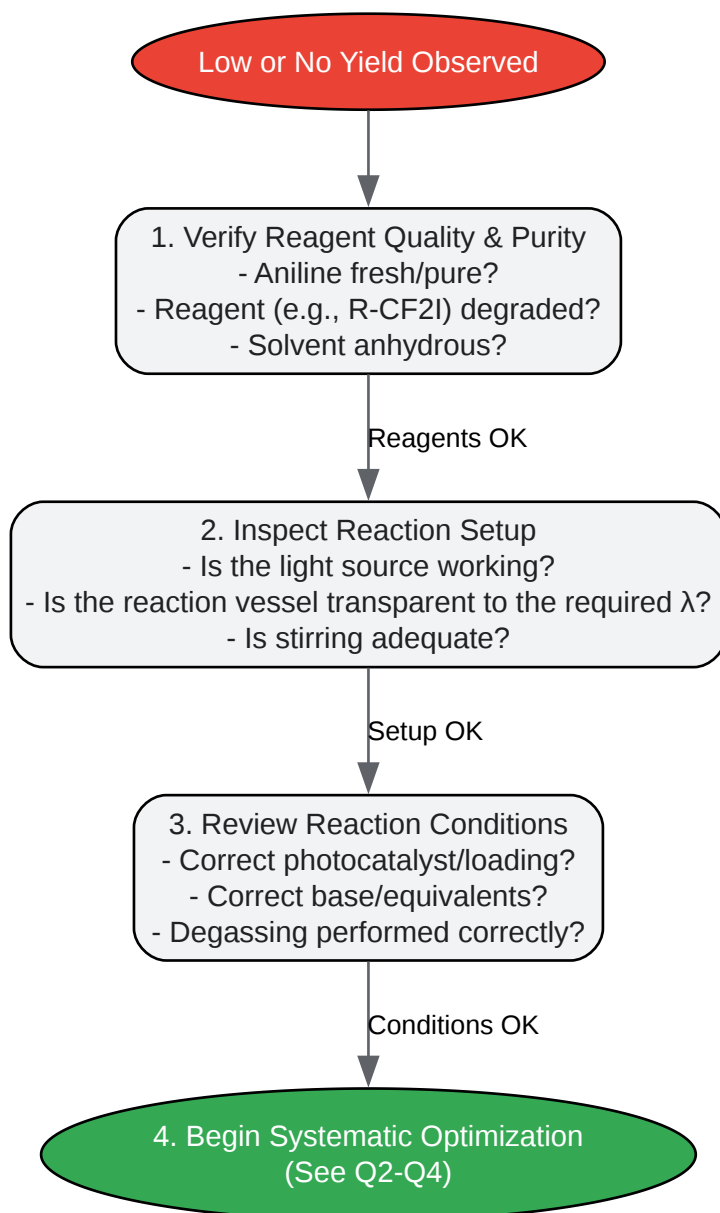 Low or No Yield Observed
1. Verify Reagent Quality & Purity
- Aniline fresh/pure?
- Reagent (e.g., R-CF2I) degraded?
- Solvent anhydrous?
Reagents OK
2. Inspect Reaction Setup
- Is the light source working?
- Is the reaction vessel transparent to the required λ?
- Is stirring adequate?
Setup OK
3. Review Reaction Conditions
- Correct photocatalyst/loading?
- Correct base/equivalents?
- Degassing performed correctly?
Conditions OK
4. Begin Systematic Optimization
(See Q2-Q4)